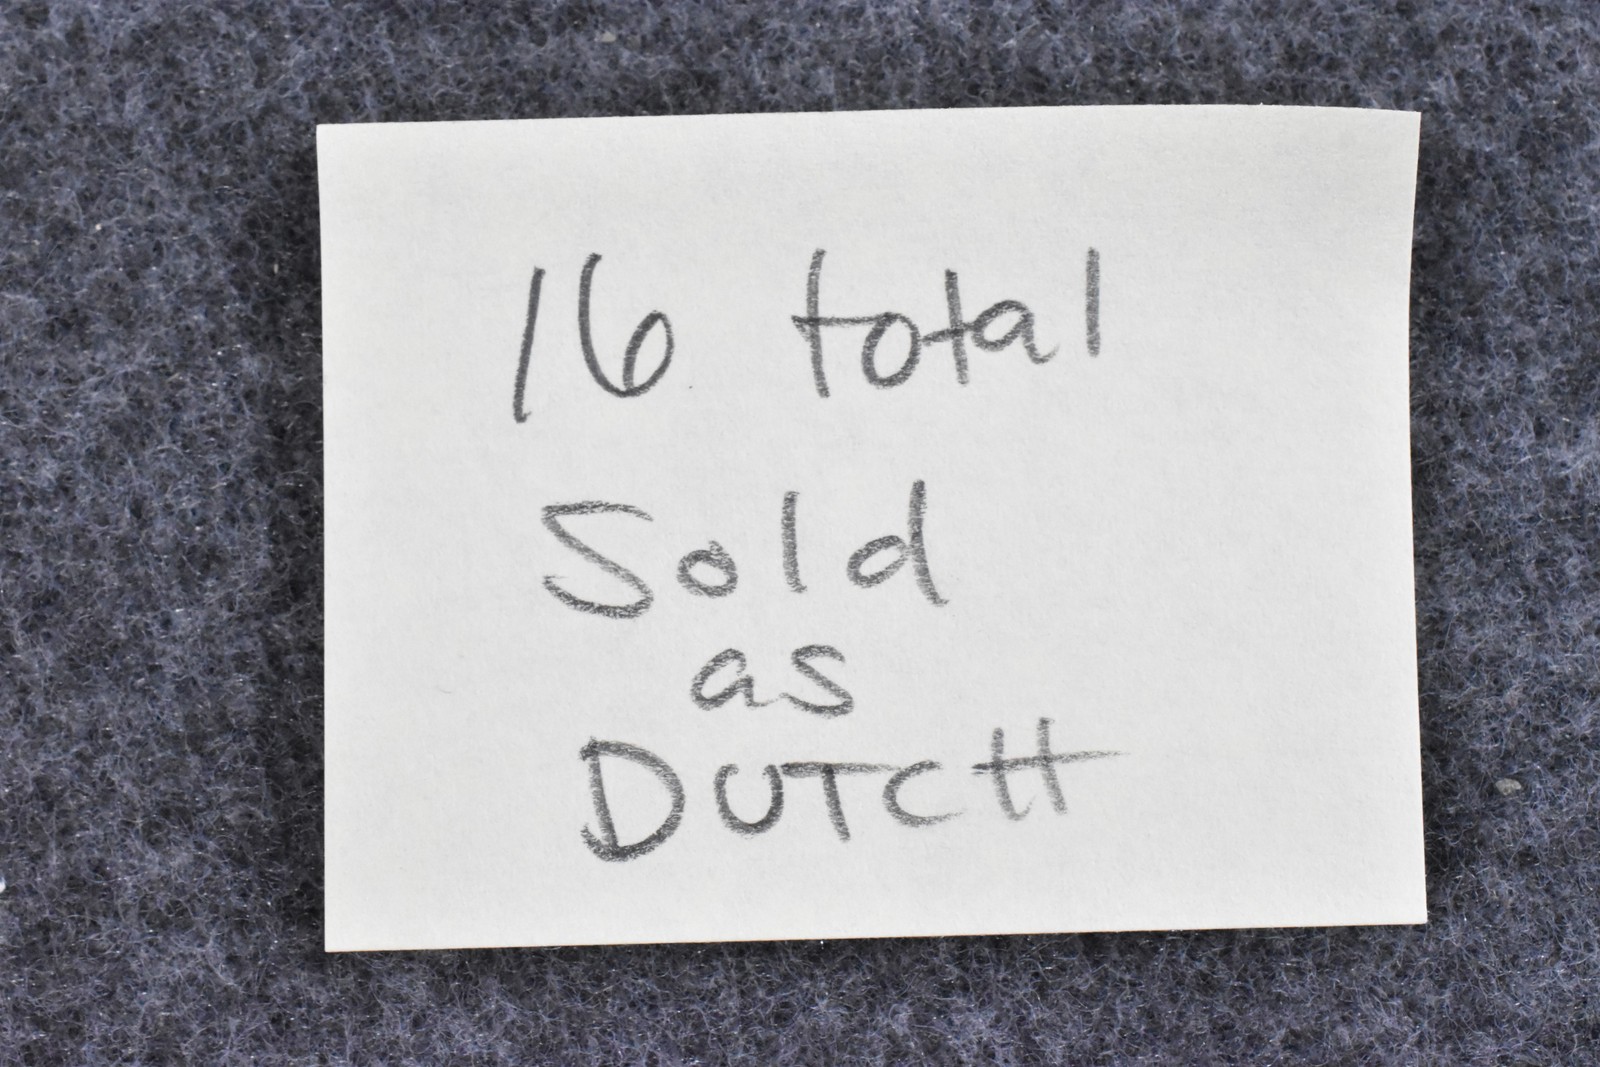 16 total
Sold
as
DUTCH